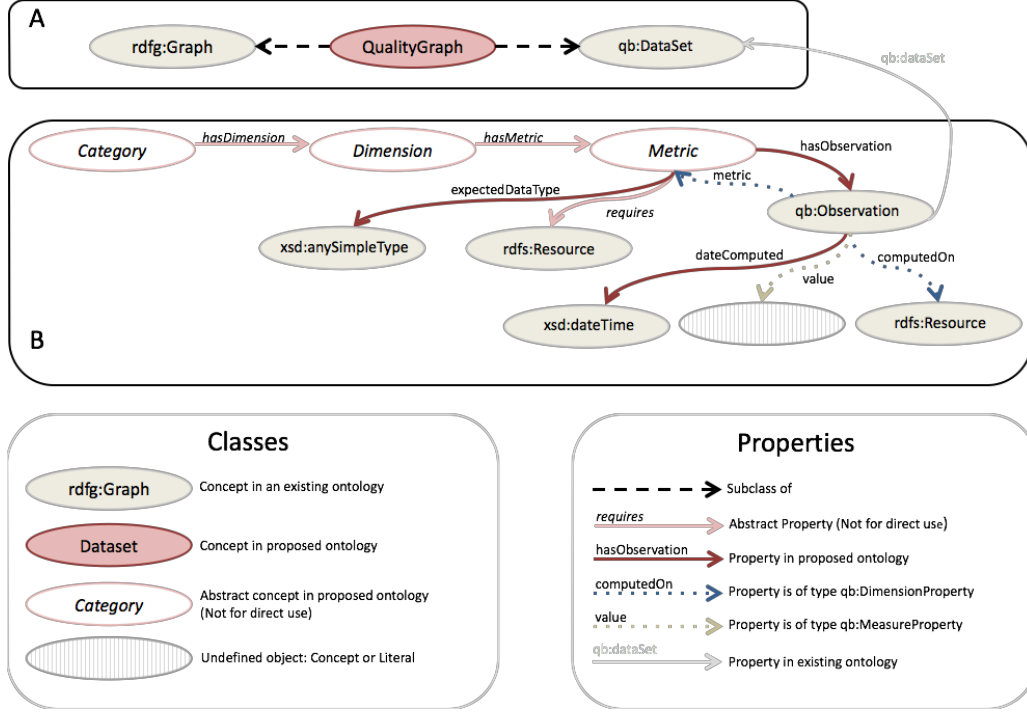 A
rdfg:Graph
QualityGraph
qb:DataSet
qb:dataSet
Category
hasDimension
Dimension
hasMetric
Metric
hasObservation
metric
expectedDataType
requires
qb:Observation
xsd:anySimpleType
rdfs:Resource
dateComputed
computedOn
value
xsd:dateTime
rdfs:Resource
B
Classes
rdfg:Graph
Concept in an existing ontology
Dataset
Concept in proposed ontology
Category
Abstract concept in proposed ontology
(Not for direct use)
Undefined object: Concept or Literal
Properties
Subclass of
requires
Abstract Property (Not for direct use)
hasObservation
Property in proposed ontology
computedOn
Property is of type qb:DimensionProperty
value
Property is of type qb:MeasureProperty
qb:dataSet
Property in existing ontology